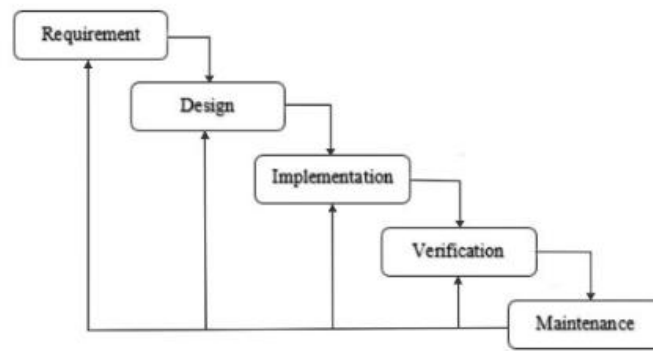 Requirement
Design
Implementation
Verification
Maintenance